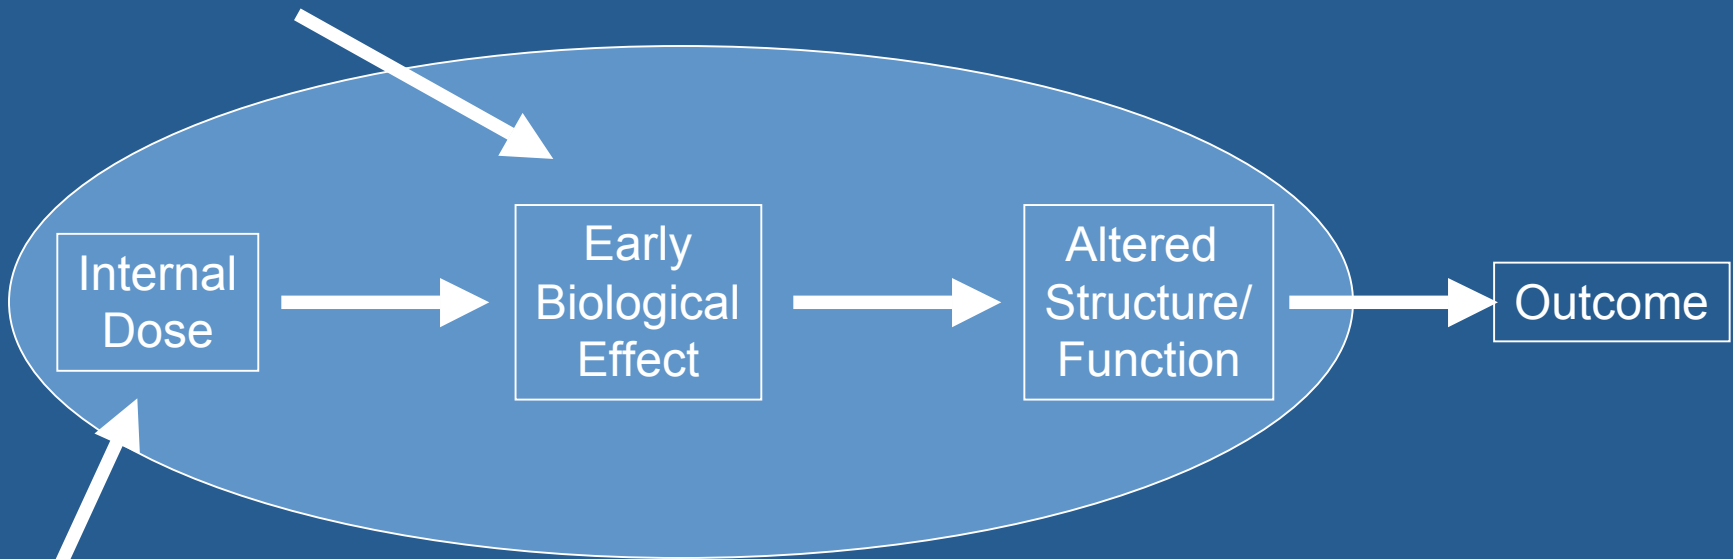 Internal
Dose
Early
Biological
Effect
Altered
Structure/
Function
Outcome